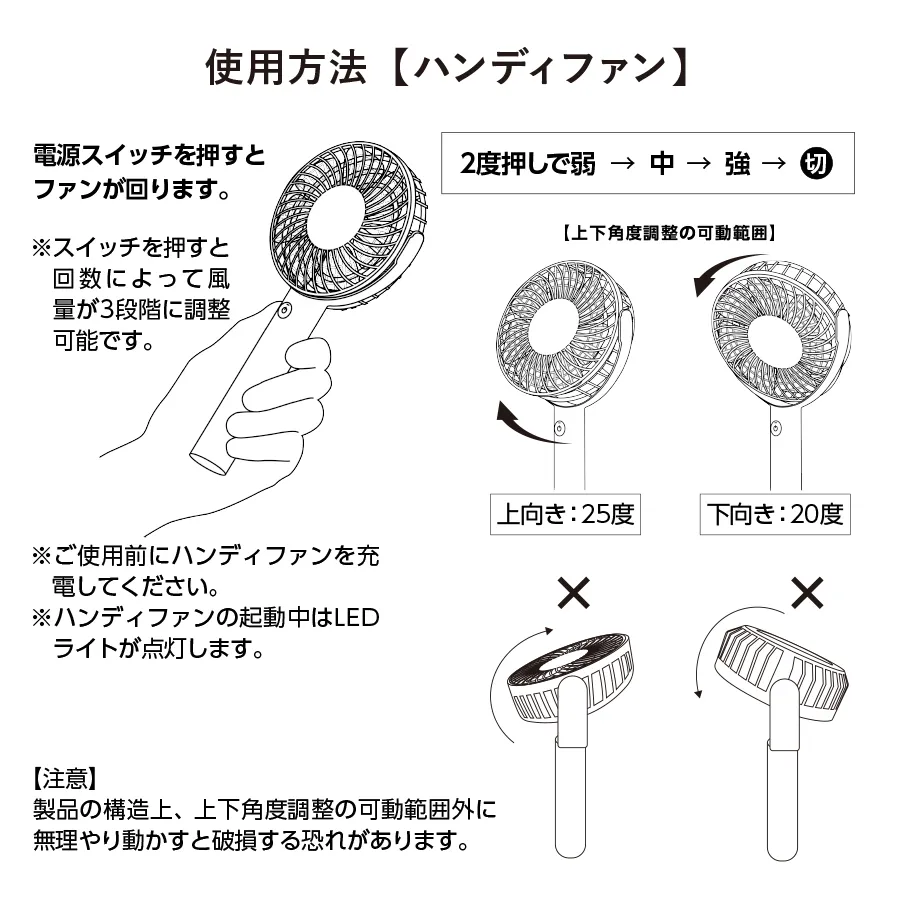 使用方法【ハンディファン】
電源スイッチを押すと
ファンが回ります。
※スイッチを押すと
回数によって風
量が3段階に調整
可能です。
2度押しで弱 → 中 → 強 → 切
【上下角度調整の可動範囲】
上向き：25度
下向き：20度
※ご使用前にハンディファンを充
電してください。
※ハンディファンの起動中はLED
ライトが点灯します。
【注意】
製品の構造上、上下角度調整の可動範囲外に
無理やり動かすと破損する恐れがあります。